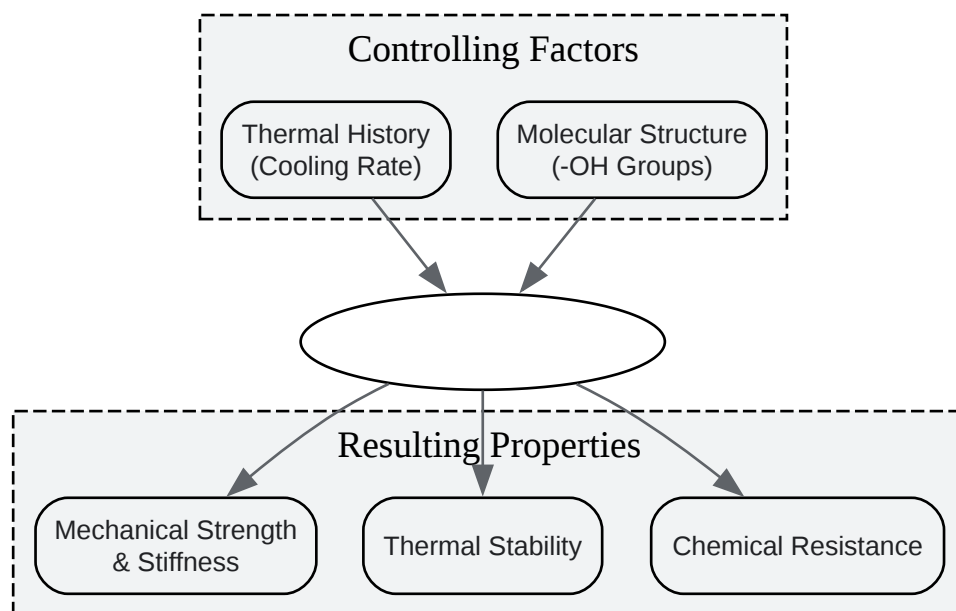 Controlling Factors
Thermal History
(Cooling Rate)
Molecular Structure
(-OH Groups)
Resulting Properties
Mechanical Strength
& Stiffness
Thermal Stability
Chemical Resistance